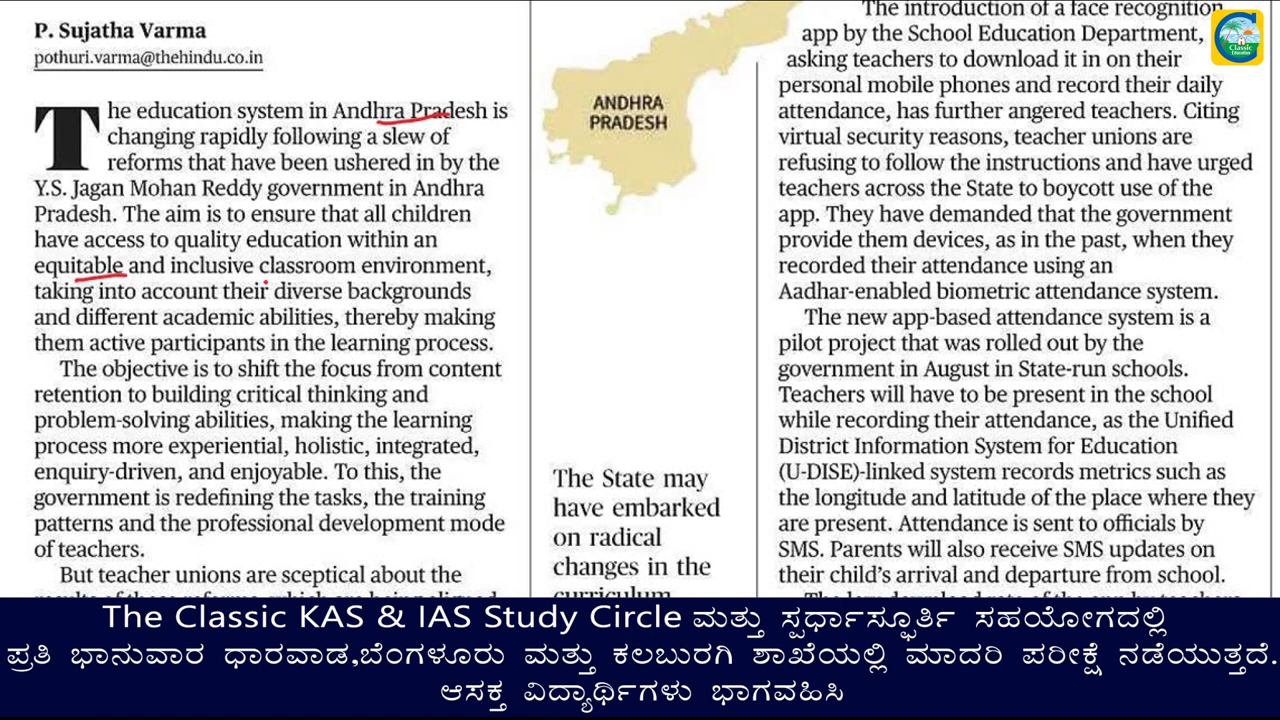 P. Sujatha Varma
pothuri.varma@thehindu.co.in
The education system in Andhra Pradesh is
changing rapidly following a slew of
reforms that have been ushered in by the
Y.S. Jagan Mohan Reddy government in Andhra
Pradesh. The aim is to ensure that all children
have access to quality education within an
equitable and inclusive classroom environment,
taking into account their diverse backgrounds
and different academic abilities, thereby making
them active participants in the learning process.
The objective is to shift the focus from content
retention to building critical thinking and
problem-solving abilities, making the learning
process more experiential, holistic, integrated,
enquiry-driven, and enjoyable. To this, the
government is redefining the tasks, the training
patterns and the professional development mode
of teachers.
But teacher unions are sceptical about the
ANDHRA
PRADESH
The State may
have embarked
on radical
changes in the
curriculum
The introduction of a face recognition
app by the School Education Department,
asking teachers to download it in on their
personal mobile phones and record their daily
attendance, has further angered teachers. Citing
virtual security reasons, teacher unions are
refusing to follow the instructions and have urged
teachers across the State to boycott use of the
app. They have demanded that the government
provide them devices, as in the past, when they
recorded their attendance using an
Aadhar-enabled biometric attendance system.
The new app-based attendance system is a
pilot project that was rolled out by the
government in August in State-run schools.
Teachers will have to be present in the school
while recording their attendance, as the Unified
District Information System for Education
(U-DISE)-linked system records metrics such as
the longitude and latitude of the place where they
are present. Attendance is sent to officials by
SMS. Parents will also receive SMS updates on
their child's arrival and departure from school.
Classic
Education
The Classic KAS & IAS Study Circle ಮತ್ತು ಸ್ಪರ್ಧಾಸ್ಫೂರ್ತಿ ಸಹಯೋಗದಲ್ಲಿ
ಪ್ರತಿ ಭಾನುವಾರ ಧಾರವಾಡ,ಬೆಂಗಳೂರು ಮತ್ತು ಕಲಬುರಗಿ ಶಾಖೆಯಲ್ಲಿ ಮಾದರಿ ಪರೀಕ್ಷೆ ನಡೆಯುತ್ತದೆ.
ಆಸಕ್ತ ವಿದ್ಯಾರ್ಥಿಗಳು ಭಾಗವಹಿಸಿ